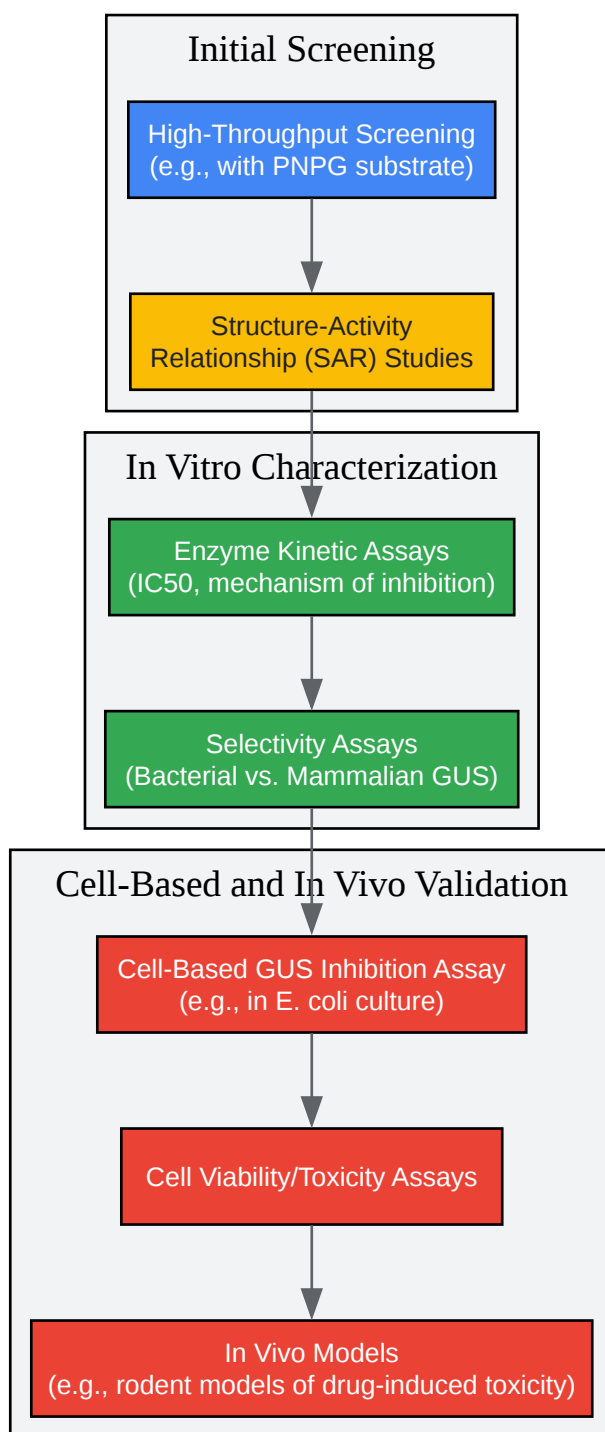 Initial Screening
High-Throughput Screening
(e.g., with PNPG substrate)
Structure-Activity
Relationship (SAR) Studies
In Vitro Characterization
Enzyme Kinetic Assays
(IC50, mechanism of inhibition)
Selectivity Assays
(Bacterial vs. Mammalian GUS)
Cell-Based and In Vivo Validation
Cell-Based GUS Inhibition Assay
(e.g., in E. coli culture)
Cell Viability/Toxicity Assays
In Vivo Models
(e.g., rodent models of drug-induced toxicity)